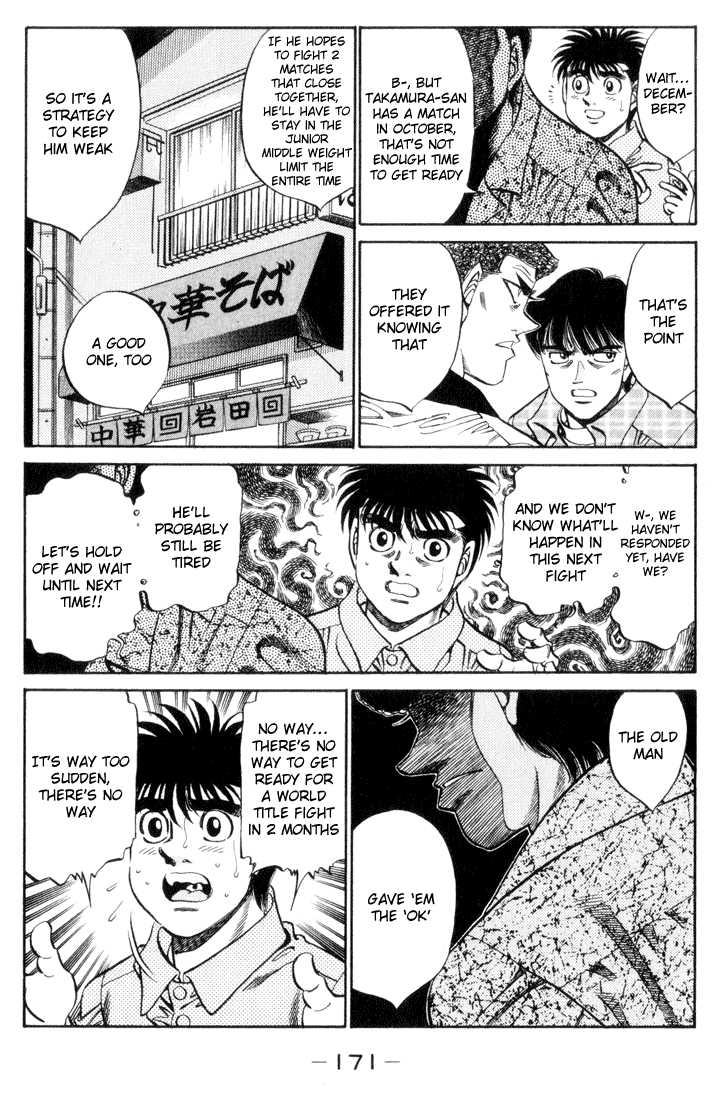 WAIT...
DECEM-
BER?
B-, BUT
TAKAMURA-SAN
HAS A MATCH
IN OCTOBER,
THAT'S NOT
ENOUGH TIME
TO GET READY
THAT'S
THE
POINT
THEY
OFFERED IT
KNOWING
THAT
IF HE HOPES
TO FIGHT 2
MATCHES
THAT CLOSE
TOGETHER,
HE'LL HAVE TO
STAY IN THE
JUNIOR
MIDDLE WEIGHT
LIMIT THE
ENTIRE TIME
SO IT'S A
STRATEGY
TO KEEP
HIM WEAK
A GOOD
ONE, TOO
中華そば
中華回岩田回
W-, WE
HAVEN'T
RESPONDED
YET, HAVE
WE?
AND WE DON'T
KNOW WHAT'LL
HAPPEN IN
THIS NEXT
FIGHT
HE'LL
PROBABLY
STILL BE
TIRED
LET'S HOLD
OFF AND WAIT
UNTIL NEXT
TIME!!
THE OLD
MAN
GAVE 'EM
THE 'OK'
NO WAY...
THERE'S NO
WAY TO GET
READY FOR
A WORLD
TITLE FIGHT
IN 2 MONTHS
IT'S WAY TOO
SUDDEN,
THERE'S NO
WAY
–171–